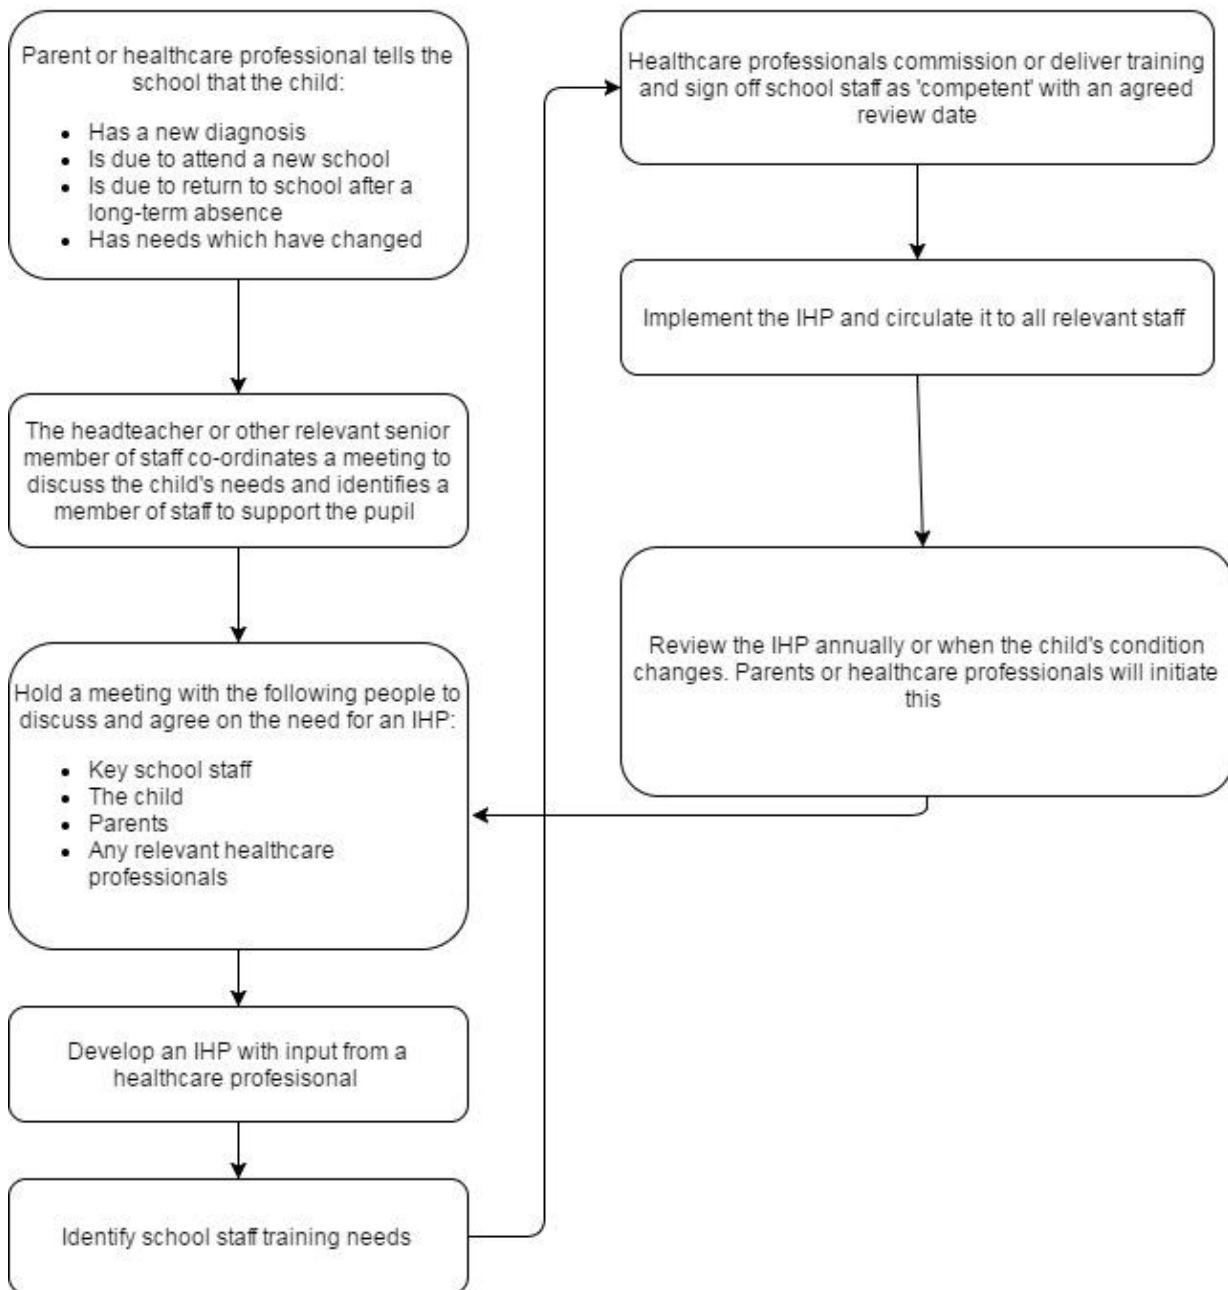 Parent or healthcare professional tells the
school that the child:
• Has a new diagnosis
• Is due to attend a new school
• Is due to return to school after a
long-term absence
• Has needs which have changed
The headteacher or other relevant senior
member of staff co-ordinates a meeting to
discuss the child's needs and identifies a
member of staff to support the pupil
Hold a meeting with the following people to
discuss and agree on the need for an IHP:
• Key school staff
• The child
• Parents
• Any relevant healthcare
professionals
Develop an IHP with input from a
healthcare profesisonal
Identify school staff training needs
Healthcare professionals commission or deliver training
and sign off school staff as 'competent' with an agreed
review date
Implement the IHP and circulate it to all relevant staff
Review the IHP annually or when the child's condition
changes. Parents or healthcare professionals will initiate
this